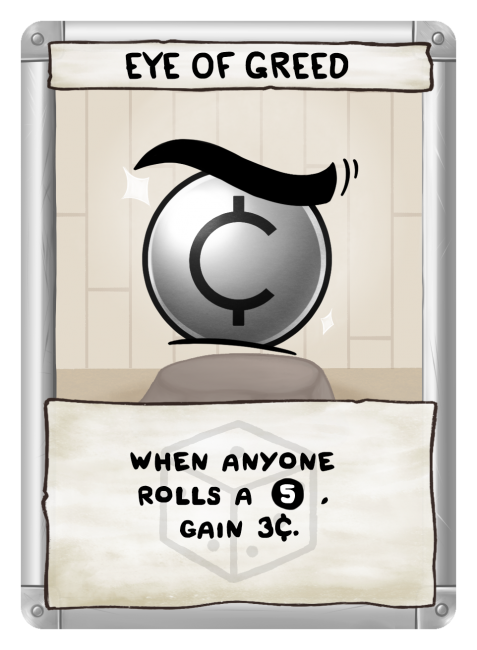 EYE OF GREED
¢
WHEN ANYONE
ROLLS A 5 ,
GAIN 3¢.